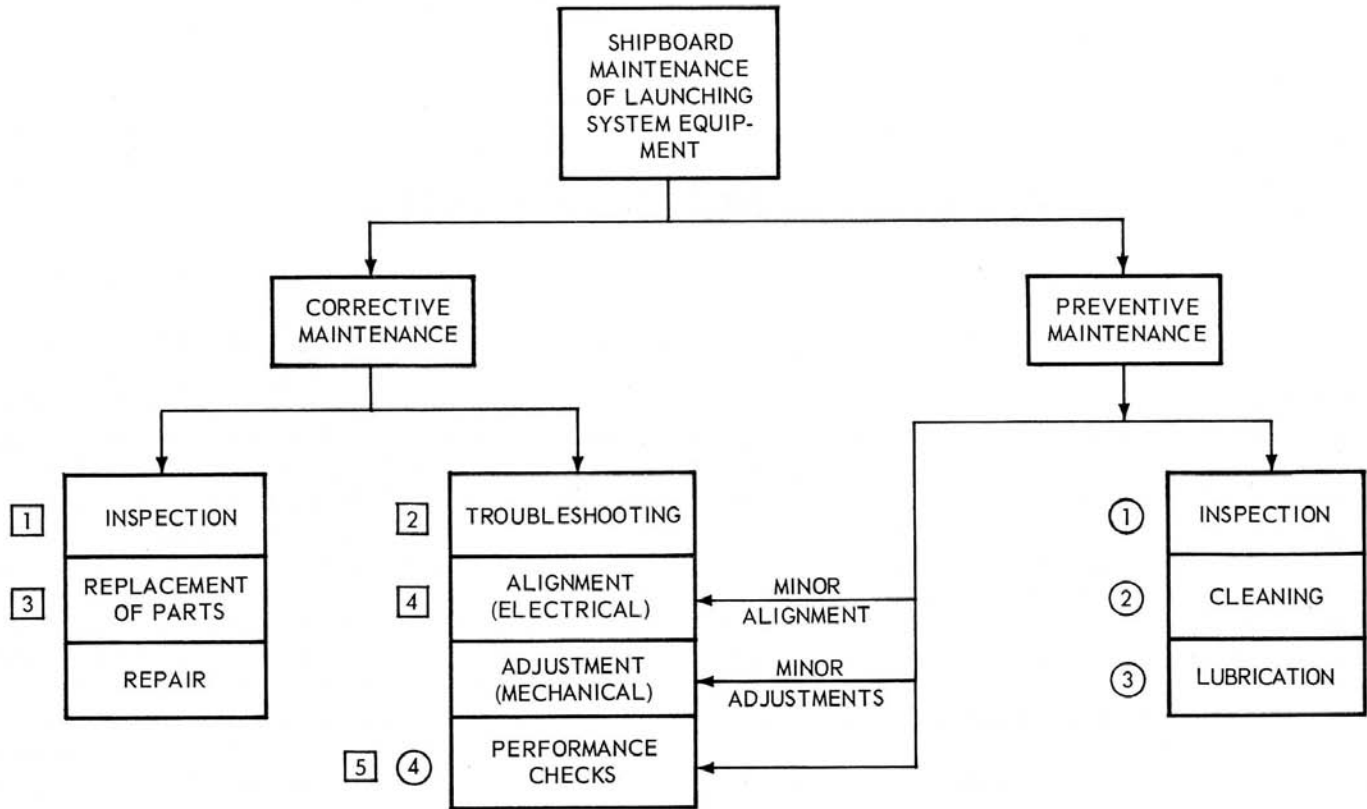 SHIPBOARD
MAINTENANCE
OF LAUNCHING
SYSTEM EQUIP-
MENT
CORRECTIVE
MAINTENANCE
PREVENTIVE
MAINTENANCE
1
INSPECTION
3
REPLACEMENT
OF PARTS
REPAIR
2
TROUBLESHOOTING
4
ALIGNMENT
(ELECTRICAL)
ADJUSTMENT
(MECHANICAL)
5
4
PERFORMANCE
CHECKS
MINOR
ALIGNMENT
MINOR
ADJUSTMENTS
1
INSPECTION
2
CLEANING
3
LUBRICATION